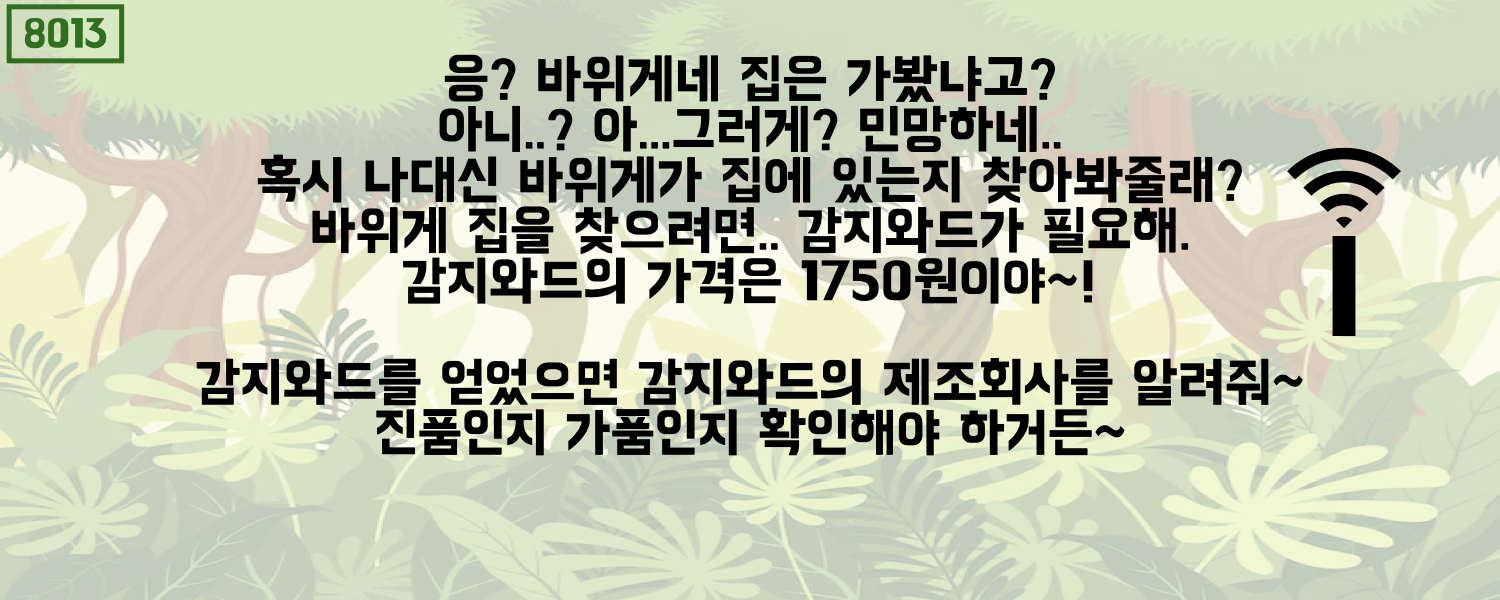 8013
응? 바위게네 집은 가봤냐고?
아니..? 아...그러게? 민망하네..
혹시 나대신 바위게가 집에 있는지 찾아봐줄래?
바위게 집을 찾으려면.. 감지와드가 필요해.
감지와드의 가격은 1750원이야~!
감지와드를 얻었으면 감지와드의 제조회사를 알려줘~
진품인지 가품인지 확인해야 하거든~